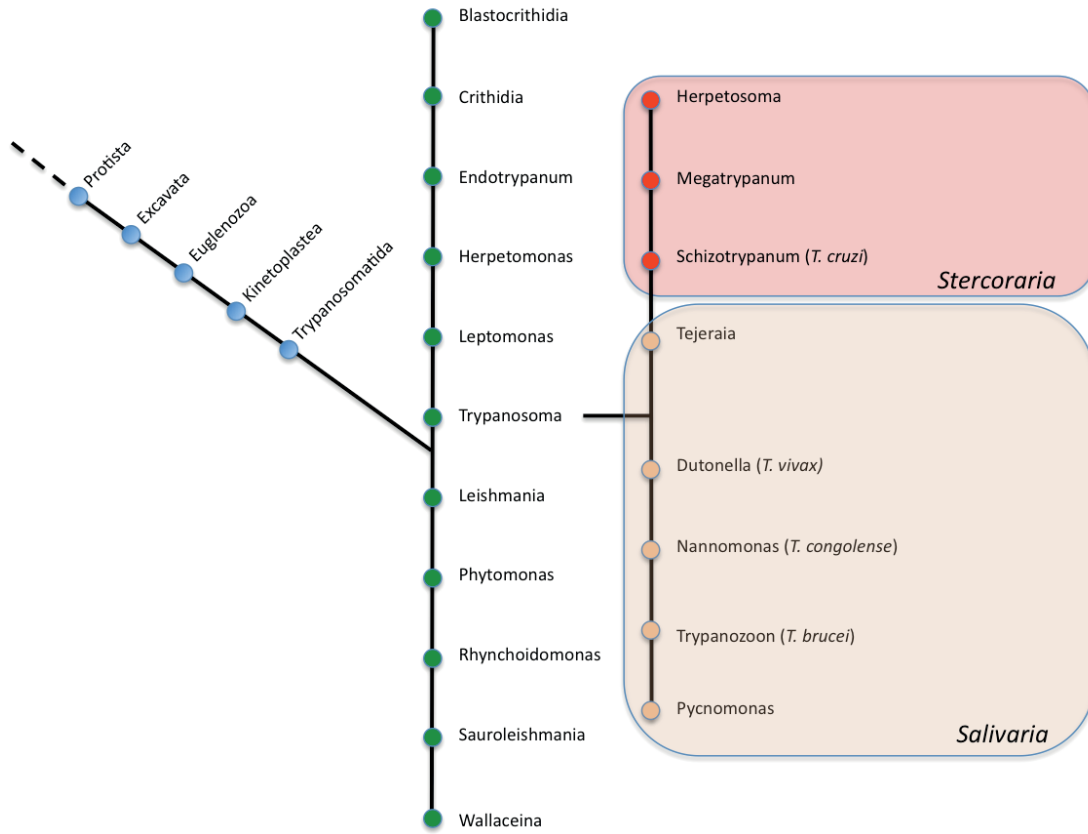 Protista
Excavata
Euglenozoa
Kinetoplastea
Trypanosomatida
Blastocrithidia
Crithidia
Endotrypanum
Herpetomonas
Leptomonas
Trypanosoma
Leishmania
Phytomonas
Rhynchoidomonas
Sauroleishmania
Wallaceina
Herpetosoma
Megatrypanum
Schizotrypanum (T. cruzi)
Stercoraria
Tejeraia
Dutonella (T. vivax)
Nannomonas (T. congolense)
Trypanozoon (T. brucei)
Pycnomonas
Salivaria